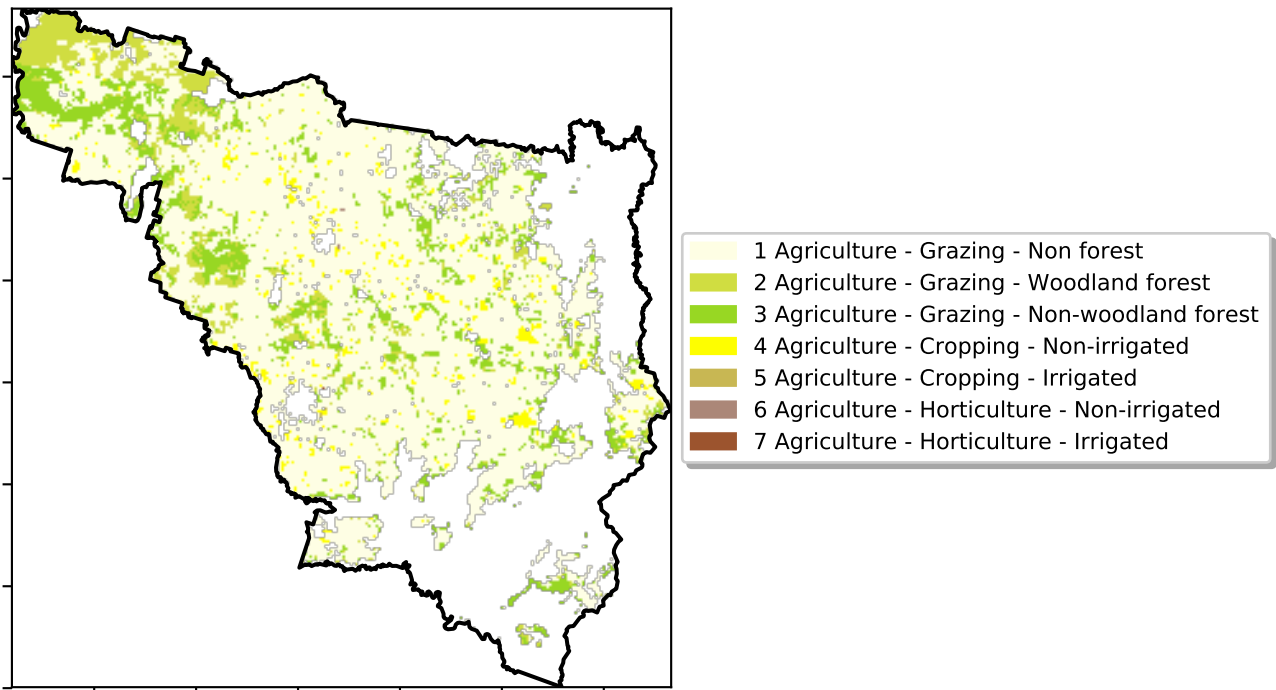 1 Agriculture - Grazing - Non forest
2 Agriculture - Grazing - Woodland forest
3 Agriculture - Grazing - Non-woodland forest
4 Agriculture - Cropping - Non-irrigated
5 Agriculture - Cropping - Irrigated
6 Agriculture - Horticulture - Non-irrigated
7 Agriculture - Horticulture - Irrigated